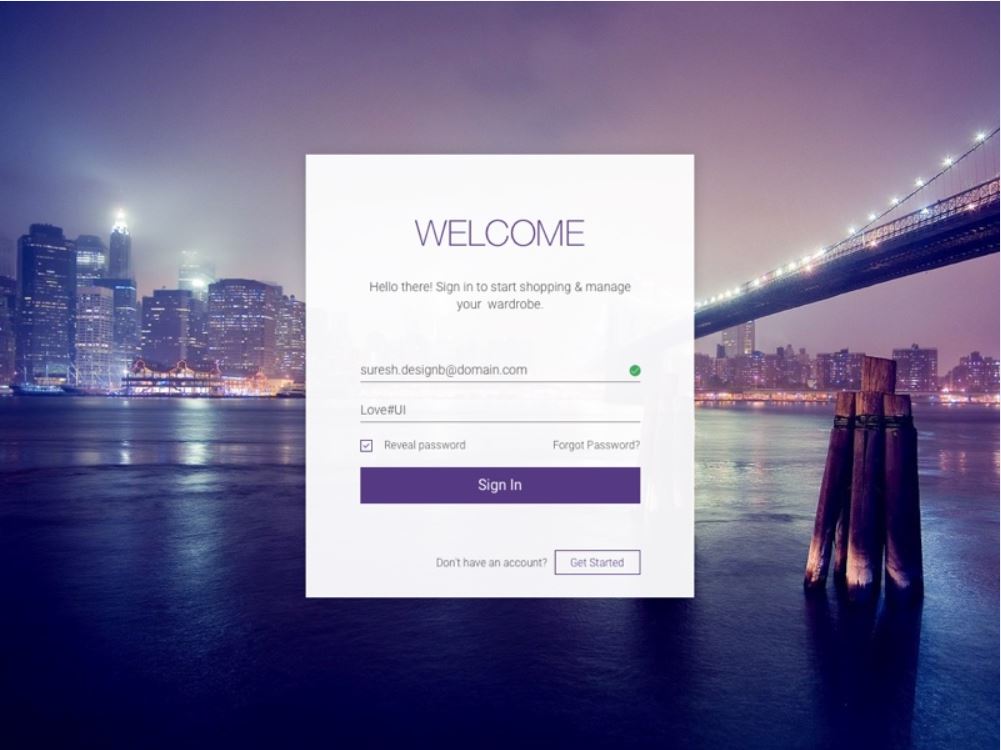 WELCOME
Hello there! Sign in to start shopping & manage
your wardrobe.
suresh.designb@domain.com
Love#UI
Reveal password
Forgot Password?
Sign In
Don't have an account?
Get Started